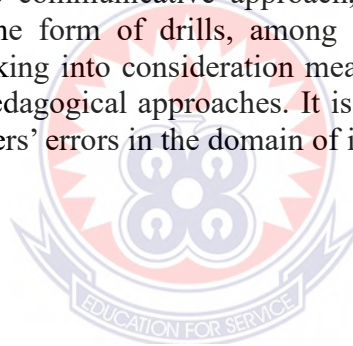 communicative approach,
ne form of drills, among
king into consideration mea
edagogical approaches. It is
ers’ errors in the domain of i
EDUCATION FOR SERVICE